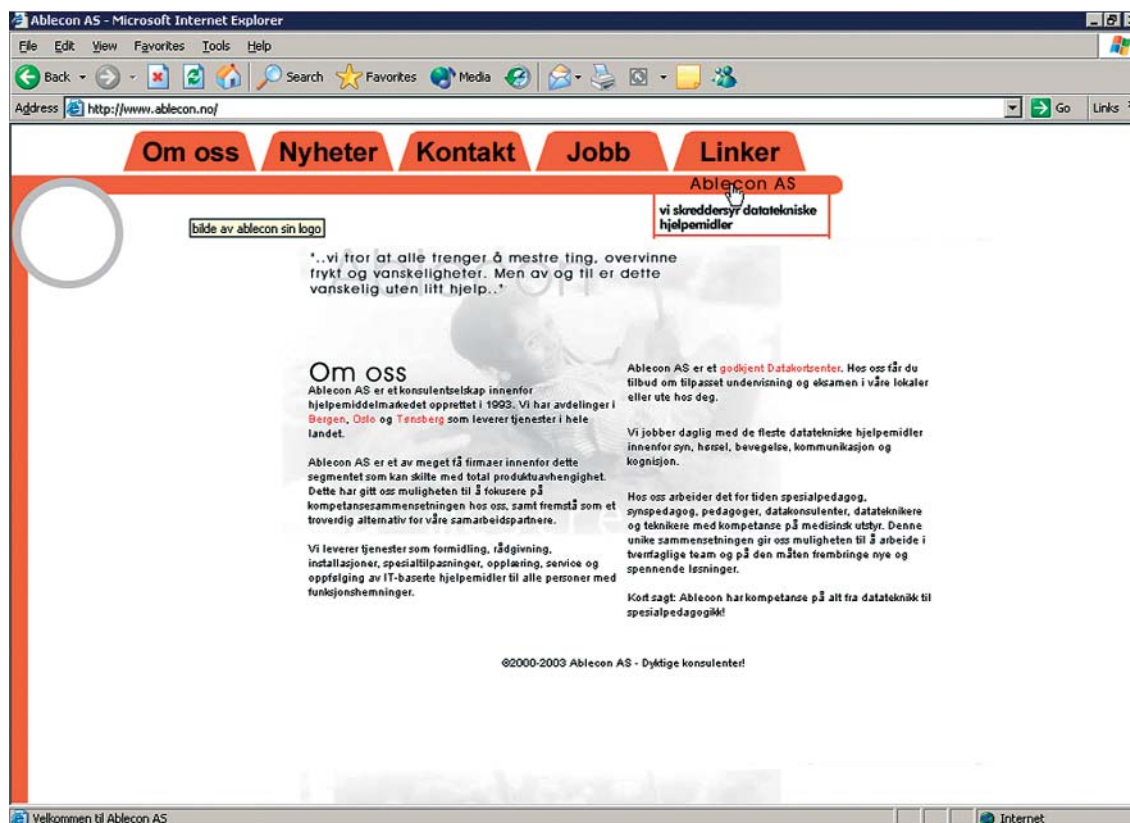 Ablecon AS - Microsoft Internet Explorer
File Edit View Favorites Tools Help
Back Search Favorites Media
Address http://www.ablecon.no/ Go Links
Om oss Nyheter Kontakt Jobb Linker
Ablecon AS
vi skreddersyr datatekniske
hjelpemidler
bilde av ablecon sin logo
Ablecon
"..vi tror at alle trenger å mestre ting, overvinne
frykt og vanskeligheter. Men av og til er dette
vanskelig uten litt hjelp.."
Om oss
Ablecon AS er et konsulentselskap innenfor
hjelpemiddelmarkedet opprettet i 1993. Vi har avdelinger i
Bergen, Oslo og Tønsberg som leverer tjenester i hele
landet.
Ablecon AS er et av meget få firmaer innenfor dette
segmentet som kan skilte med total produktuavhengighet.
Dette har gitt oss muligheten til å fokusere på
kompetansesammensetningen hos oss, samt fremstå som et
troverdig alternativ for våre samarbeidspartnere.
Vi leverer tjenester som formidling, rådgivning,
installasjoner, spesialtilpasninger, opplæring, service og
oppfølging av IT-baserte hjelpemidler til alle personer med
funksjonshemninger.
Ablecon AS er et godkjent Datakortsenter. Hos oss får du
tilbud om tilpasset undervisning og eksamen i våre lokaler
eller ute hos deg.
Vi jobber daglig med de fleste datatekniske hjelpemidler
innenfor syn, hørsel, bevegelse, kommunikasjon og
kognisjon.
Hos oss arbeider det for tiden spesialpedagog,
synspedagog, pedagoger, datakonsulenter, datateknikere
og teknikere med kompetanse på medisinsk utstyr. Denne
unike sammensetningen gir oss muligheten til å arbeide i
tverrfaglige team og på den måten frembringe nye og
spennende løsninger.
Kort sagt: Ablecon har kompetanse på alt fra datateknikk til
spesialpedagogikk!
©2000-2003 Ablecon AS - Dyktige konsulenter!
Velkommen til Ablecon AS Internet